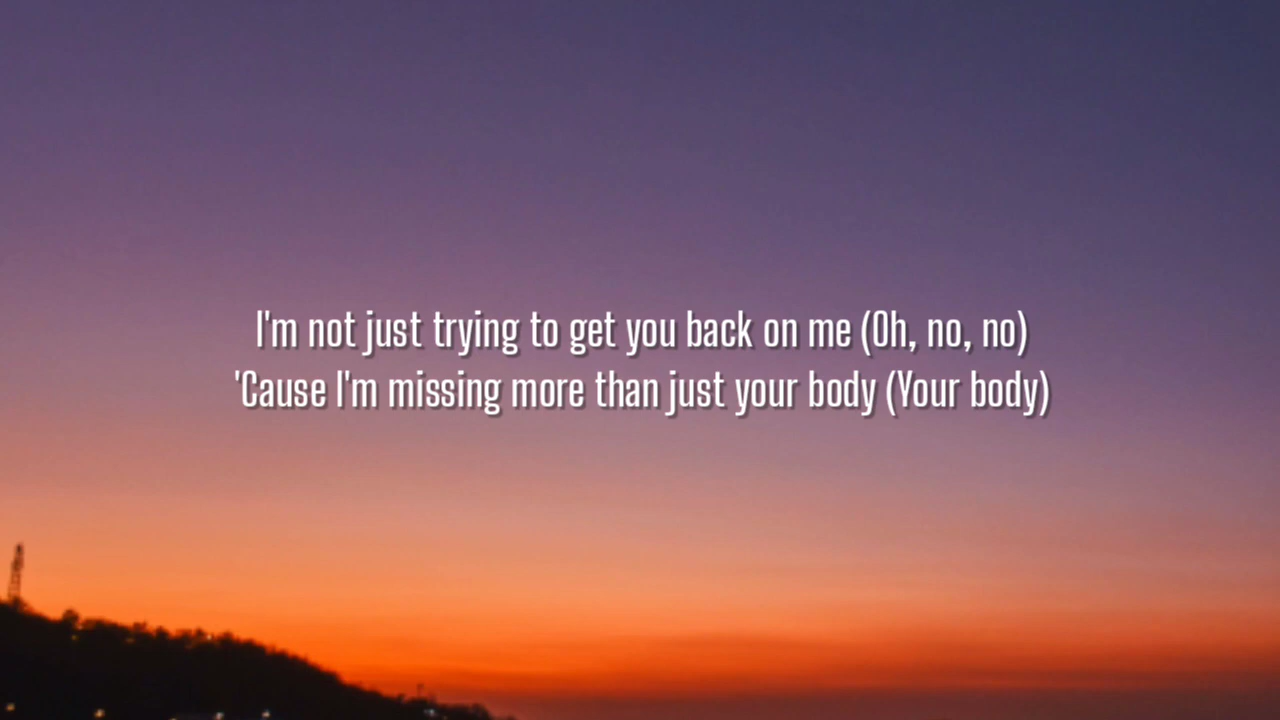 I'm not just trying to get you back on me (Oh, no, no)
'Cause I'm missing more than just your body (Your body)